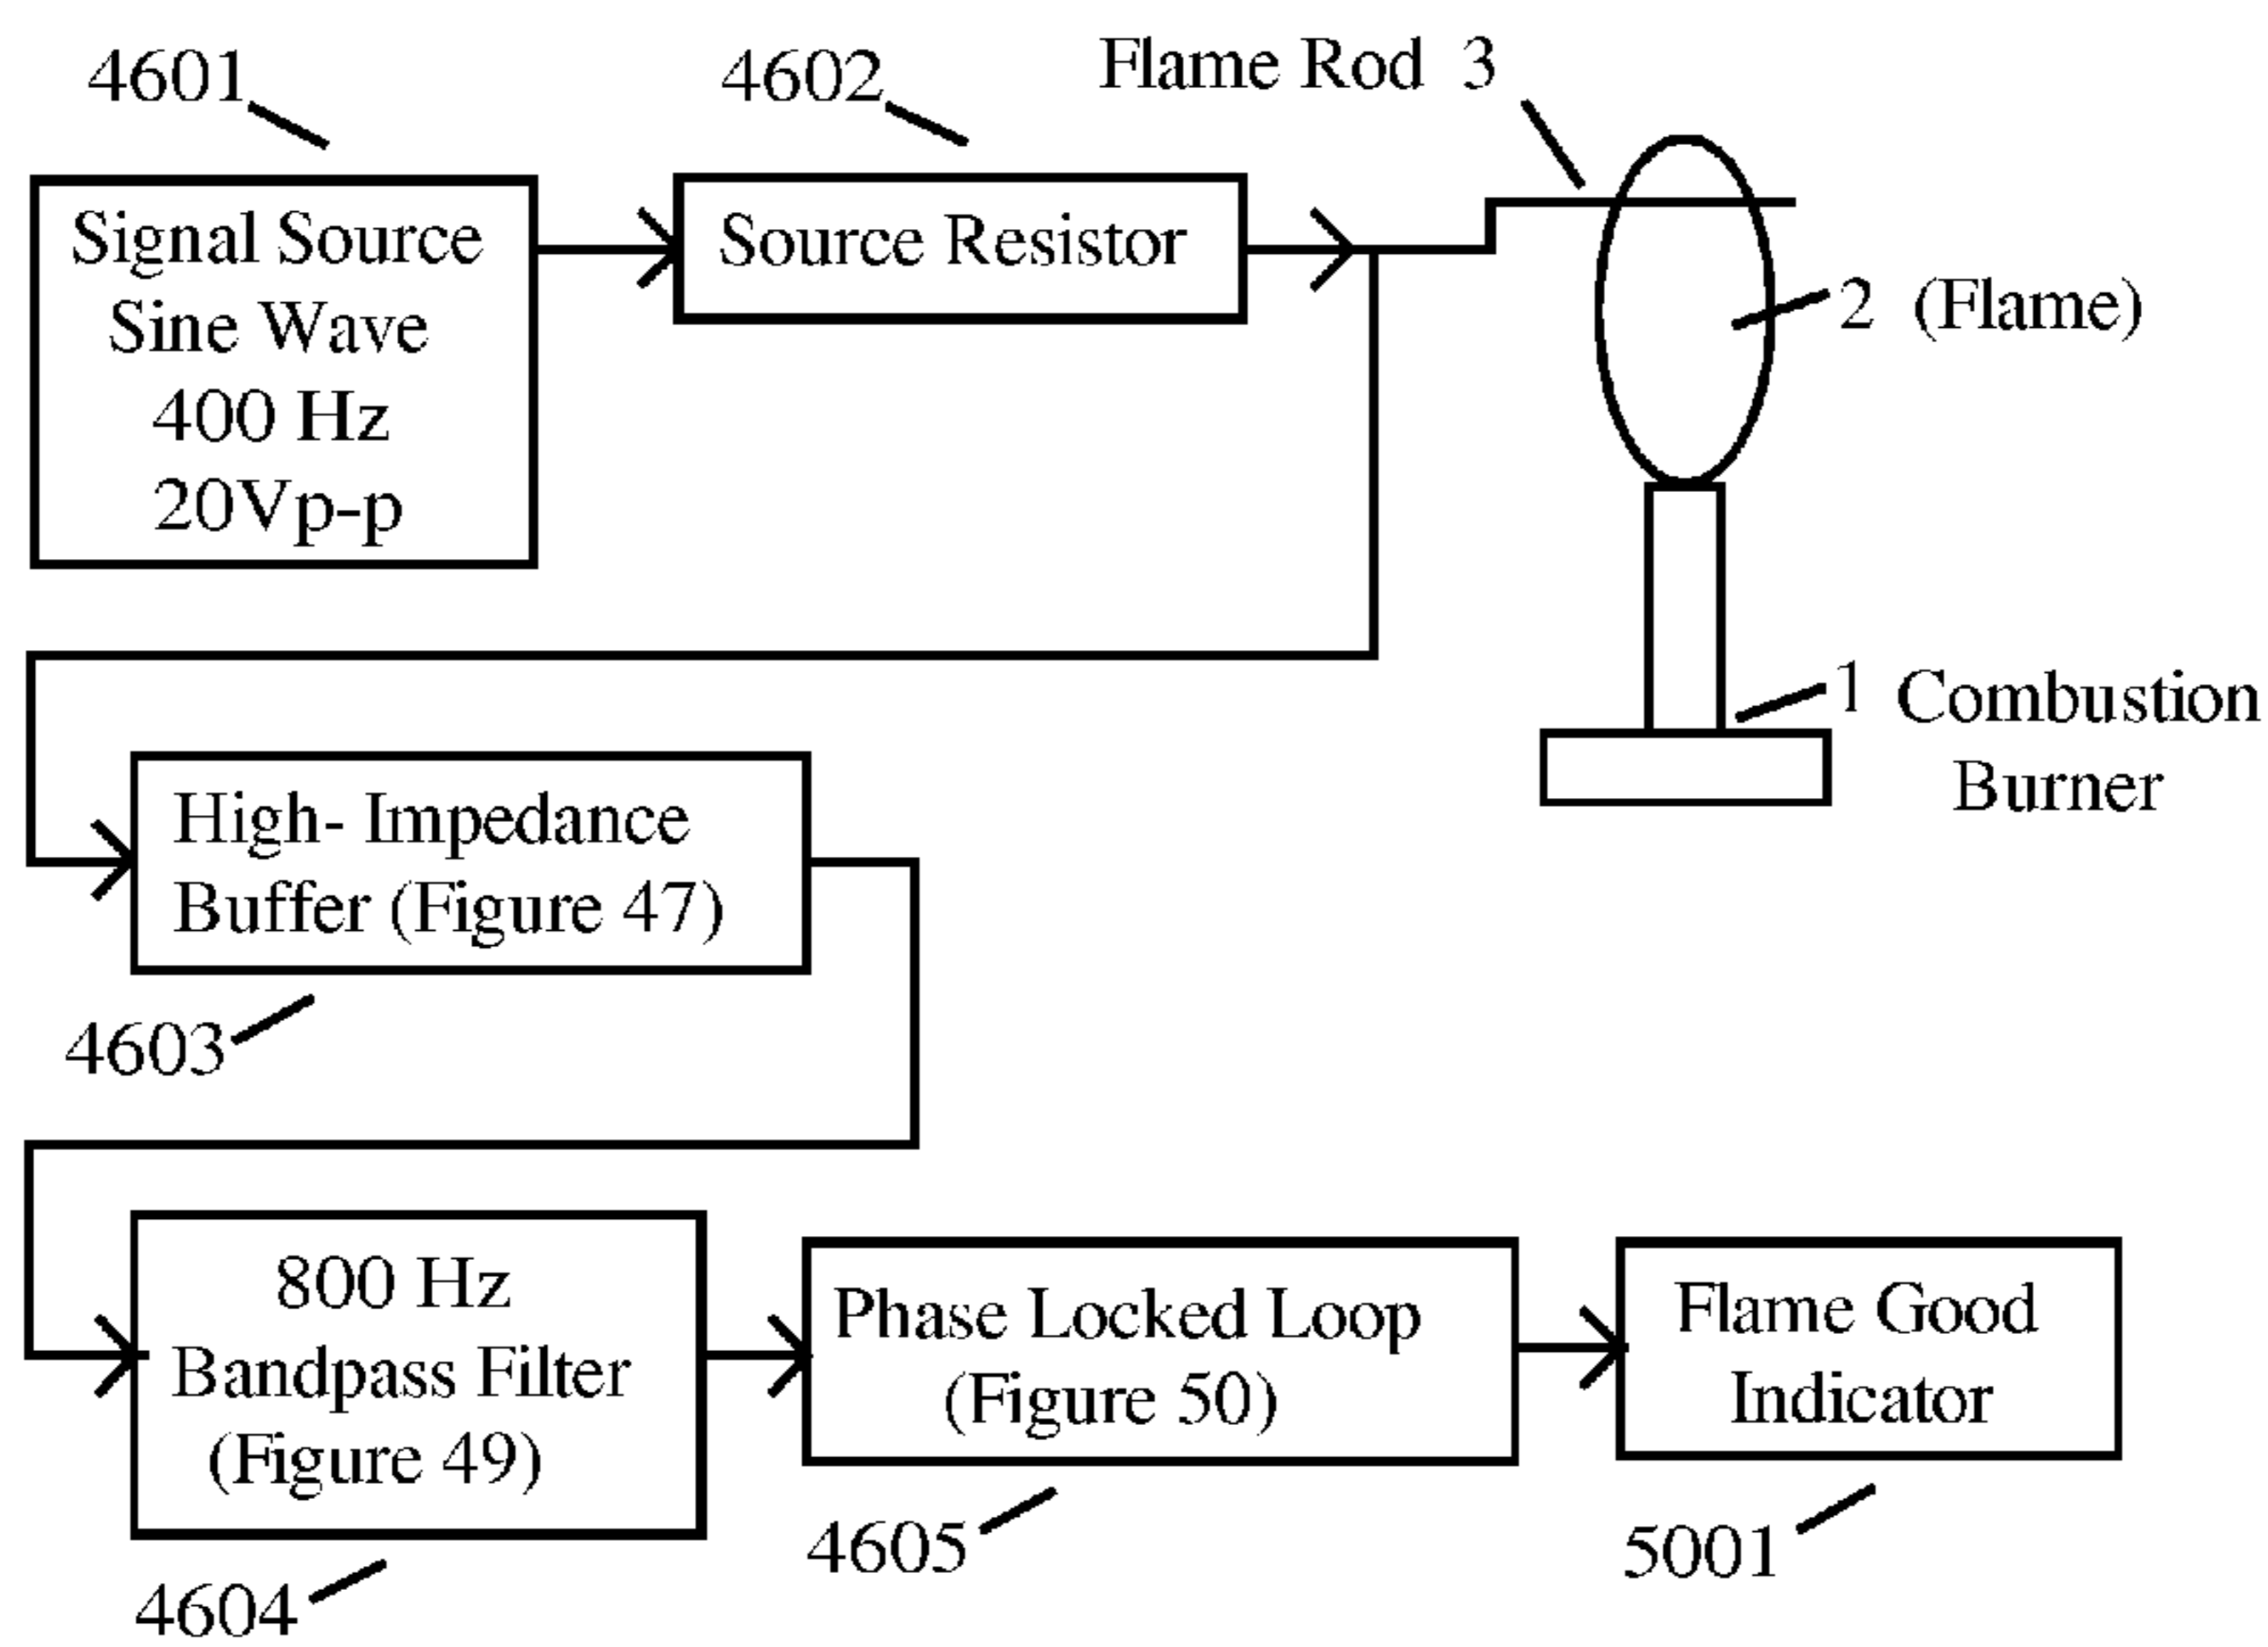 4601
4602
Flame Rod 3
Signal Source
Sine Wave
400 Hz
20Vp-p
Source Resistor
2 (Flame)
1 Combustion
Burner
High- Impedance
Buffer (Figure 47)
4603
800 Hz
Bandpass Filter
(Figure 49)
4604
Phase Locked Loop
(Figure 50)
4605
Flame Good
Indicator
5001